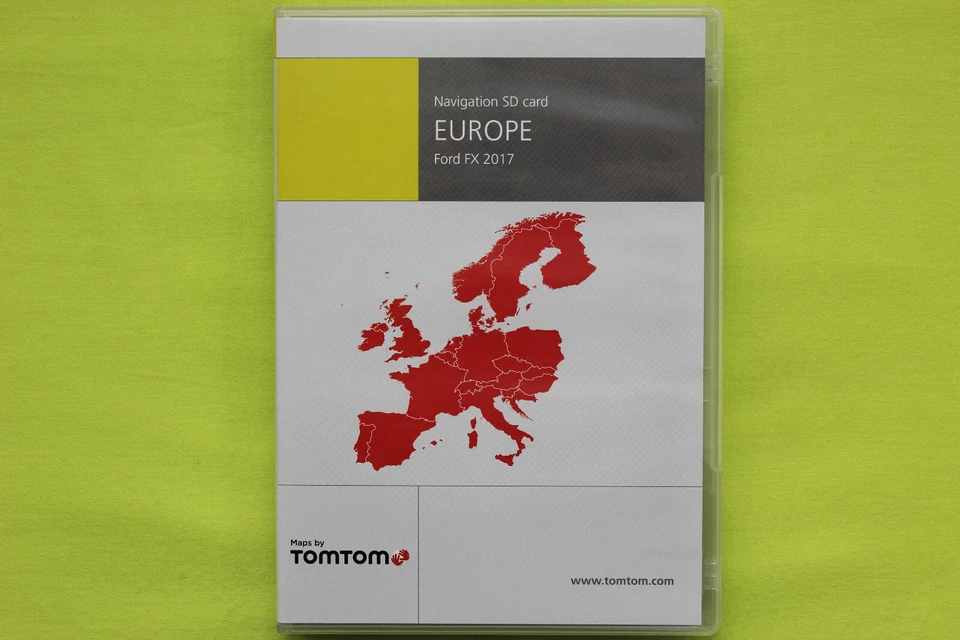 Navigation SD card
EUROPE
Ford FX 2017
Maps by
TOMTOM
www.tomtom.com